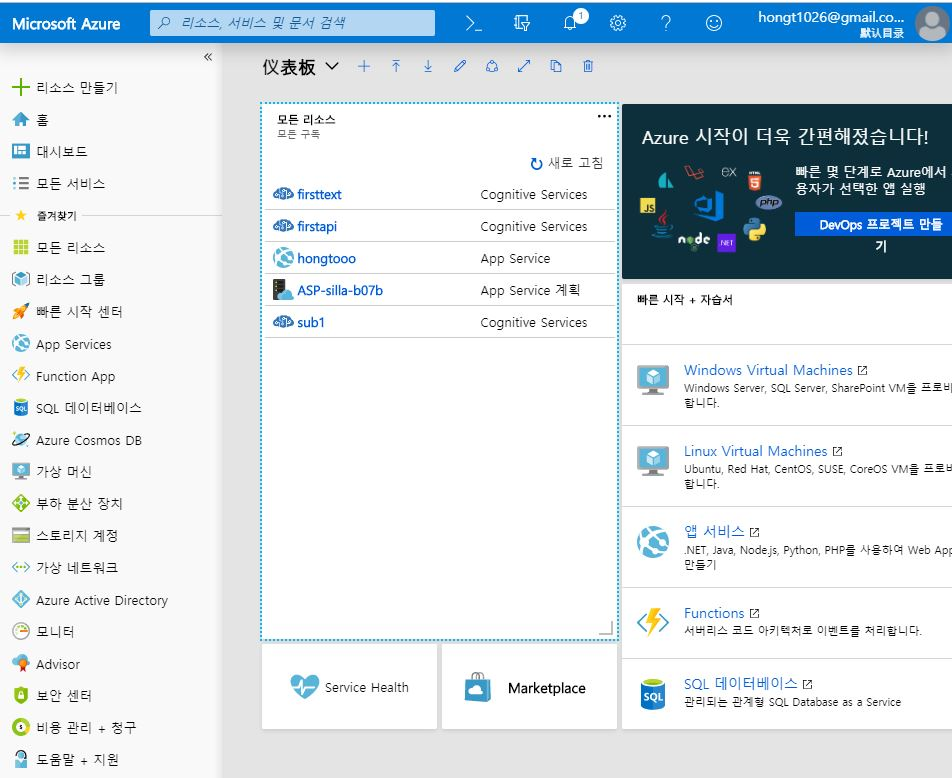 Microsoft Azure
리소스, 서비스 및 문서 검색
1
hongt1026@gmail.co...
默认目录
리소스 만들기
홈
대시보드
모든 서비스
즐겨찾기
모든 리소스
리소스 그룹
빠른 시작 센터
App Services
Function App
SQL 데이터베이스
Azure Cosmos DB
가상 머신
부하 분산 장치
스토리지 계정
가상 네트워크
Azure Active Directory
모니터
Advisor
보안 센터
비용 관리 + 청구
도움말 + 지원
仪表板
모든 리소스
모든 구독
새로 고침
firsttext Cognitive Services
firstapi Cognitive Services
hongtooo App Service
ASP-silla-b07b App Service 계획
sub1 Cognitive Services
Service Health
Marketplace
Azure 시작이 더욱 간편해졌습니다!
빠른 몇 단계로 Azure에서
용자가 선택한 앱 실행
DevOps 프로젝트 만들
기
EX
JS
php
node
.NET
빠른 시작 + 자습서
Windows Virtual Machines
Windows Server, SQL Server, SharePoint VM을 프로비
합니다.
Linux Virtual Machines
Ubuntu, Red Hat, CentOS, SUSE, CoreOS VM을 프로비
합니다.
앱 서비스
.NET, Java, Node.js, Python, PHP를 사용하여 Web App
만들기
Functions
서버리스 코드 아키텍처로 이벤트를 처리합니다.
SQL
SQL 데이터베이스
관리되는 관계형 SQL Database as a Service